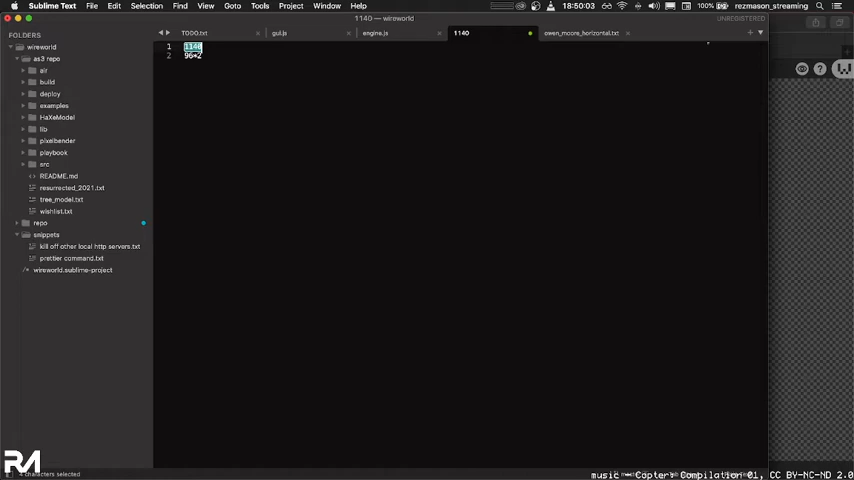 Sublime Text File Edit Selection Find View Goto Tools Project Window Help
100% rezmason_streaming
18:50:03
1140 — wireworld
UNREGISTERED
FOLDERS
wireworld
as3 repo
air
build
deploy
examples
HaXeModel
lib
pixelbender
playbook
src
README.md
resurrected_2021.txt
tree_model.txt
wishlist.txt
repo
snippets
kill off other local http servers.txt
prettier command.txt
wireworld.sublime-project
TODO.txt
gui.js
engine.js
1140
owen_moore_horizontal.txt
1 1140
2 96*2
RM
4 characters selected
music — Copter: Compilation 01, CC BY-NC-ND 2.0